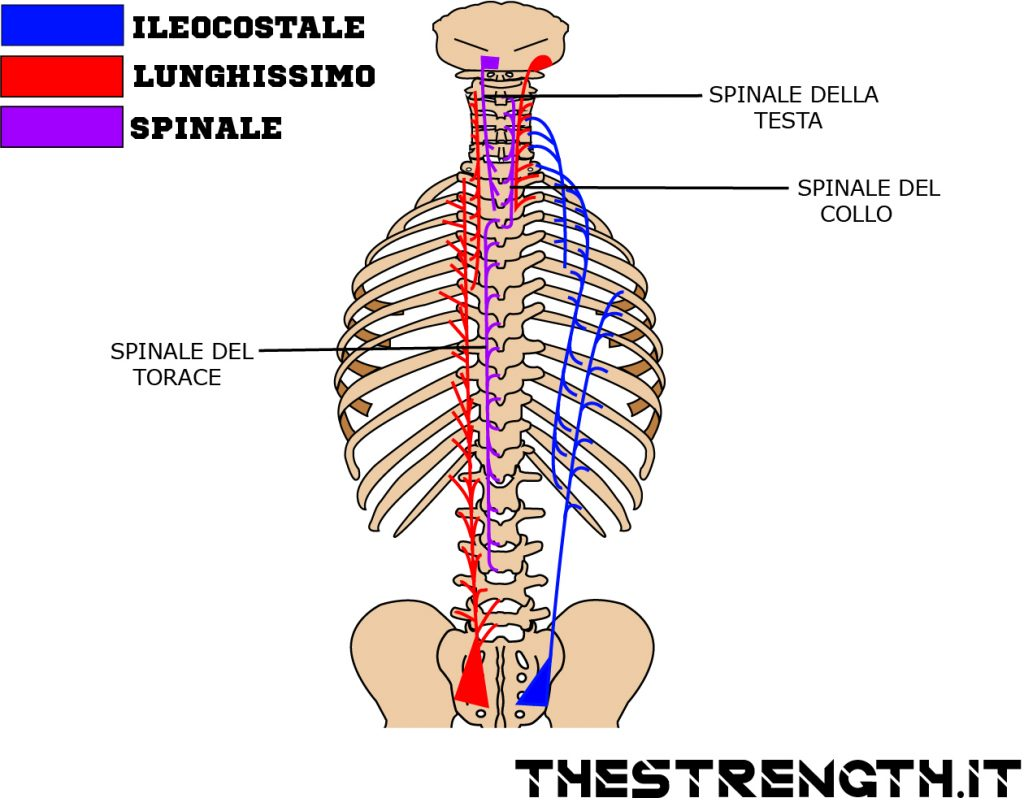 ILEOCOSTALE
LUNGHISSIMO
SPINALE
SPINALE DELLA
TESTA
SPINALE DEL
COLLO
SPINALE DEL
TORACE
THESTRENGTH.IT